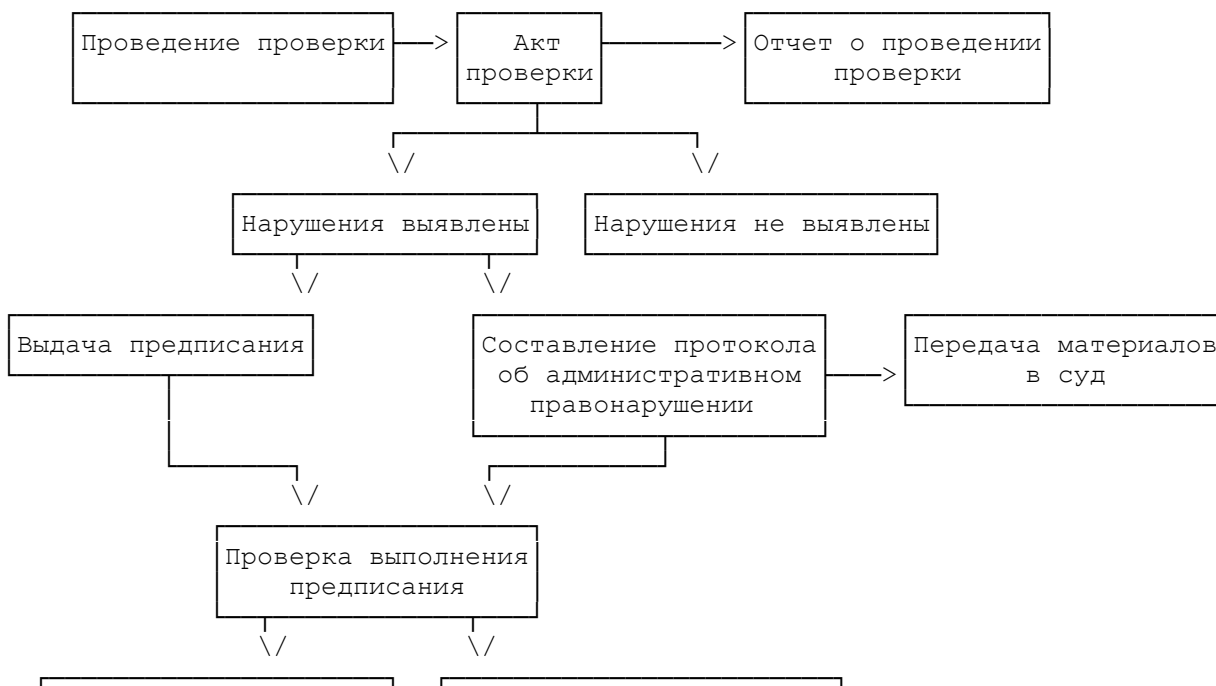 Проведение проверки
Акт
проверки
Отчет о проведении
проверки
Нарушения выявлены
Нарушения не выявлены
Выдача предписания
Составление протокола
об административном
правонарушении
Передача материалов
в суд
Проверка выполнения
предписания